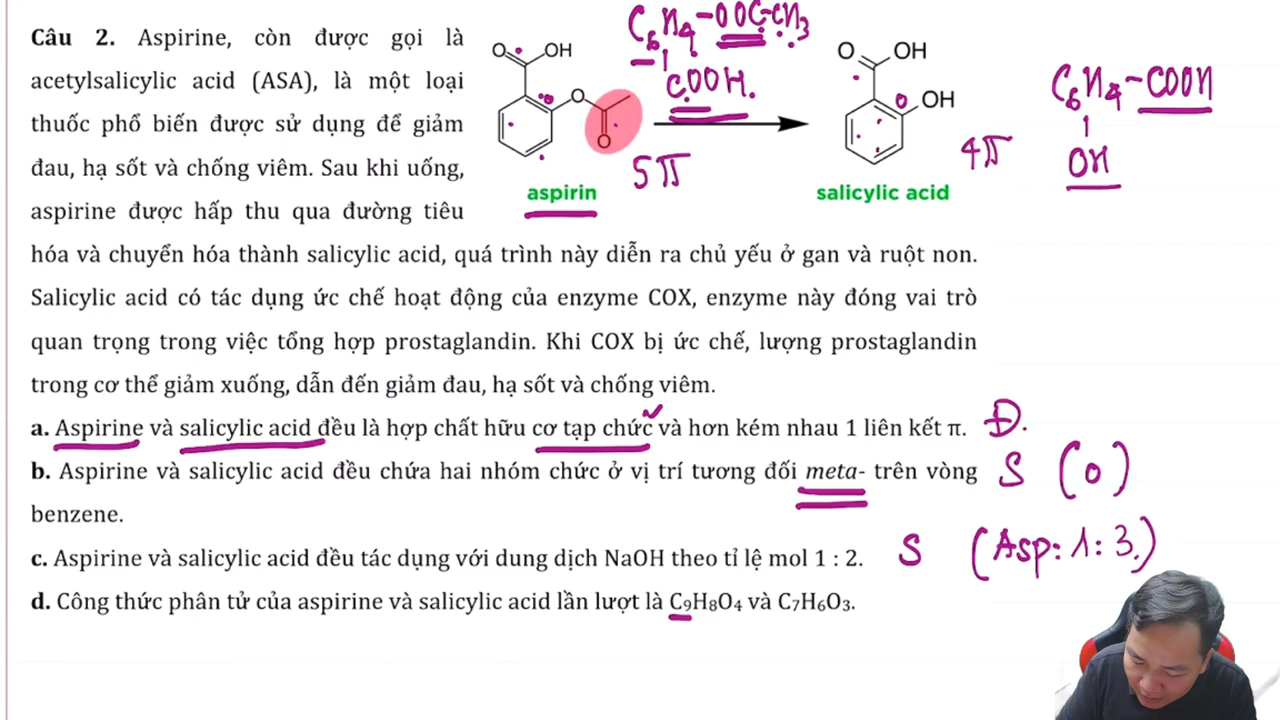 Câu 2. Aspirine, còn được gọi là
acetylsalicylic acid (ASA), là một loại
thuốc phổ biến được sử dụng để giảm
đau, hạ sốt và chống viêm. Sau khi uống,
aspirine được hấp thu qua đường tiêu
hóa và chuyển hóa thành salicylic acid, quá trình này diễn ra chủ yếu ở gan và ruột non.
Salicylic acid có tác dụng ức chế hoạt động của enzyme COX, enzyme này đóng vai trò
quan trọng trong việc tổng hợp prostaglandin. Khi COX bị ức chế, lượng prostaglandin
trong cơ thể giảm xuống, dẫn đến giảm đau, hạ sốt và chống viêm.
O OH
O
O
aspirin
C6H4-OOC-CH3
COOH.
5π
O OH
OH
salicylic acid
4π
C6H4-COOH
OH
a. Aspirine và salicylic acid đều là hợp chất hữu cơ tạp chức và hơn kém nhau 1 liên kết π. Đ.
b. Aspirine và salicylic acid đều chứa hai nhóm chức ở vị trí tương đối meta- trên vòng S (o)
benzene.
c. Aspirine và salicylic acid đều tác dụng với dung dịch NaOH theo tỉ lệ mol 1 : 2. S (Asp: 1:3.)
d. Công thức phân tử của aspirine và salicylic acid lần lượt là C9H8O4 và C7H6O3.